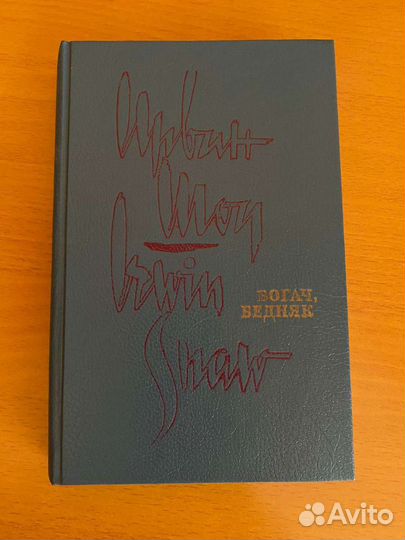 Ирвин
Шоу
Irwin
Shaw
БОГАЧ,
БЕДНЯК
Avito